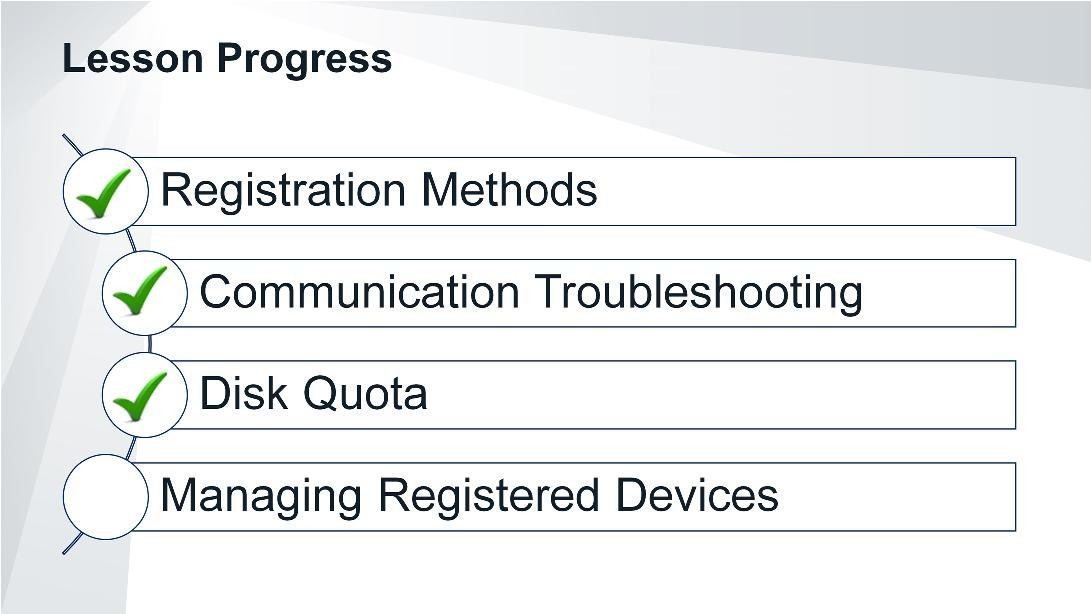 Lesson Progress
Registration Methods
Communication Troubleshooting
Disk Quota
Managing Registered Devices